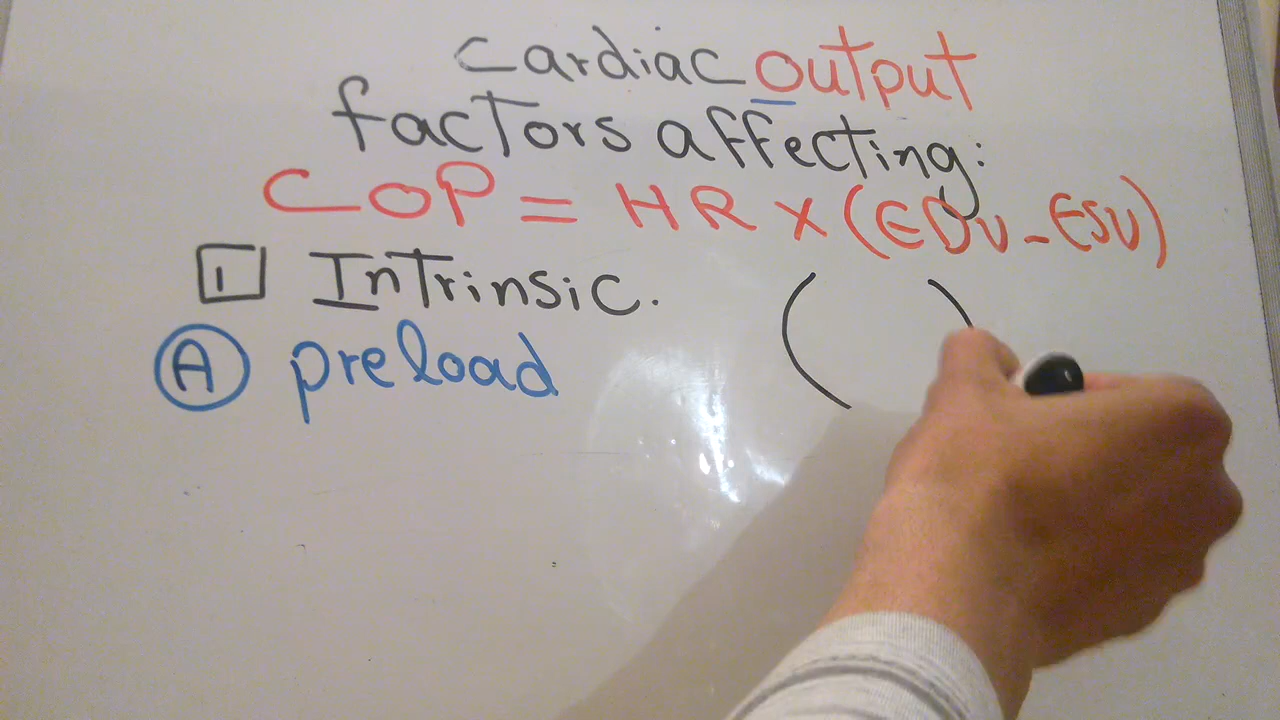 cardiac output
factors affecting:
COP = HR x (EDV - ESV)
1 Intrinsic.
A preload